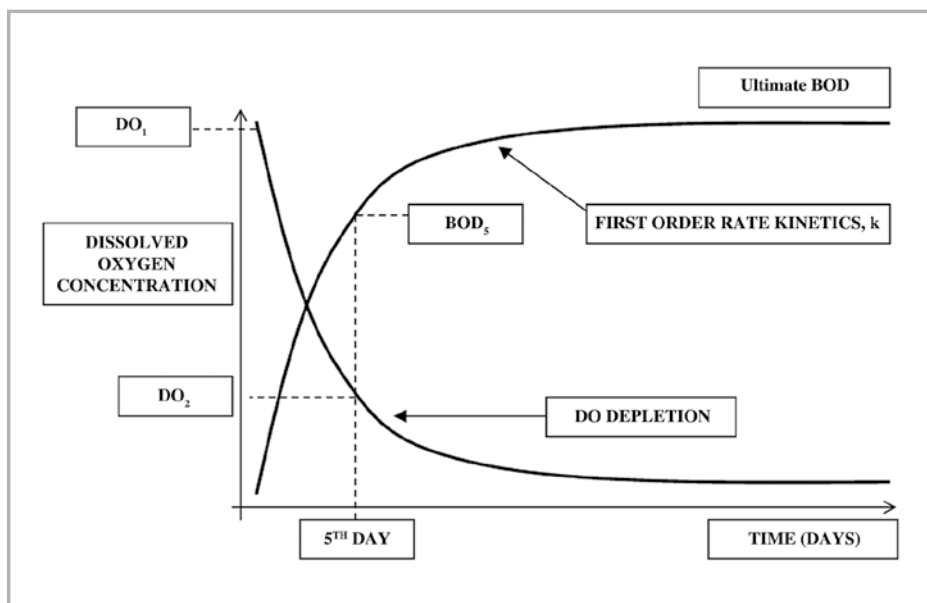 Ultimate BOD
DO₁
BOD₅
FIRST ORDER RATE KINETICS, k
DISSOLVED
OXYGEN
CONCENTRATION
DO₂
DO DEPLETION
5ᵀᴴ DAY
TIME (DAYS)